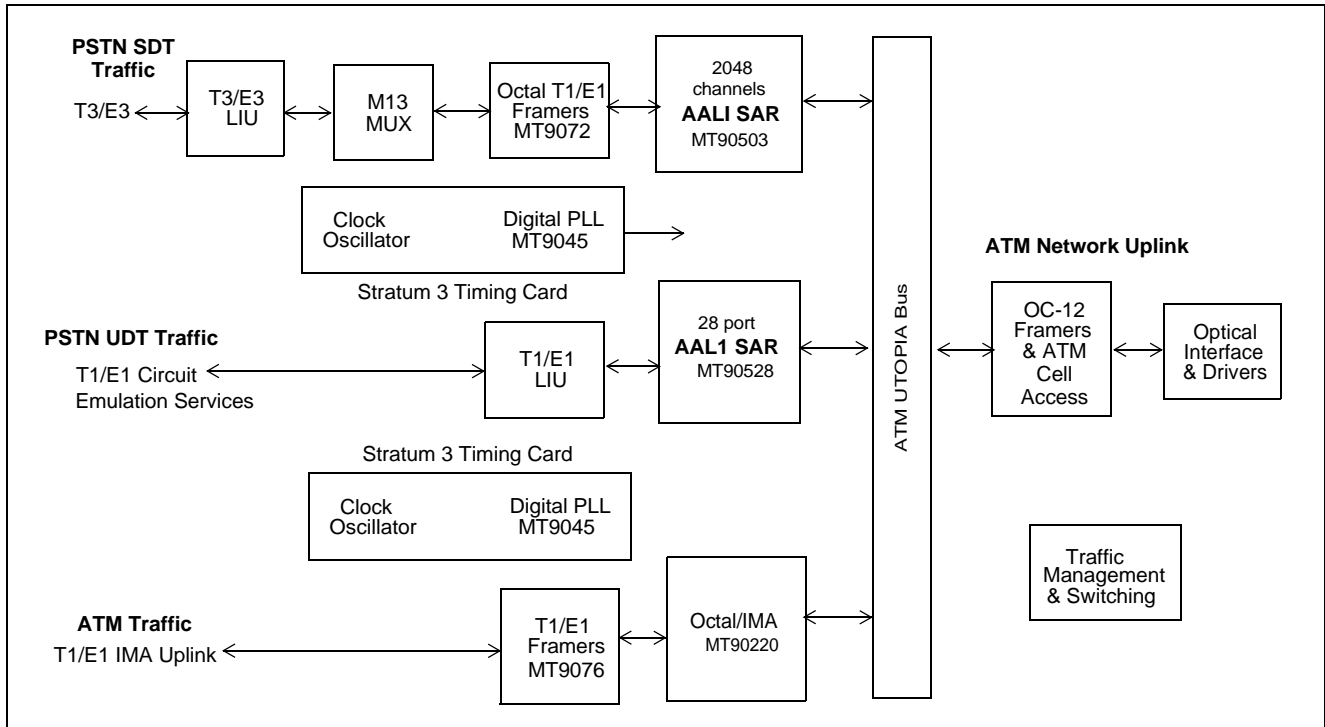 PSTN SDT
Traffic
T3/E3
T3/E3
LIU
M13
MUX
Octal T1/E1
Framers
MT9072
2048
channels
AALI SAR
MT90503
Clock
Oscillator
Digital PLL
MT9045
Stratum 3 Timing Card
PSTN UDT Traffic
T1/E1 Circuit
Emulation Services
T1/E1
LIU
28 port
AAL1 SAR
MT90528
Stratum 3 Timing Card
Clock
Oscillator
Digital PLL
MT9045
ATM Traffic
T1/E1 IMA Uplink
T1/E1
Framers
MT9076
Octal/IMA
MT90220
ATM UTOPIA Bus
ATM Network Uplink
OC-12
Framers
& ATM
Cell
Access
Optical
Interface
& Drivers
Traffic
Management
& Switching